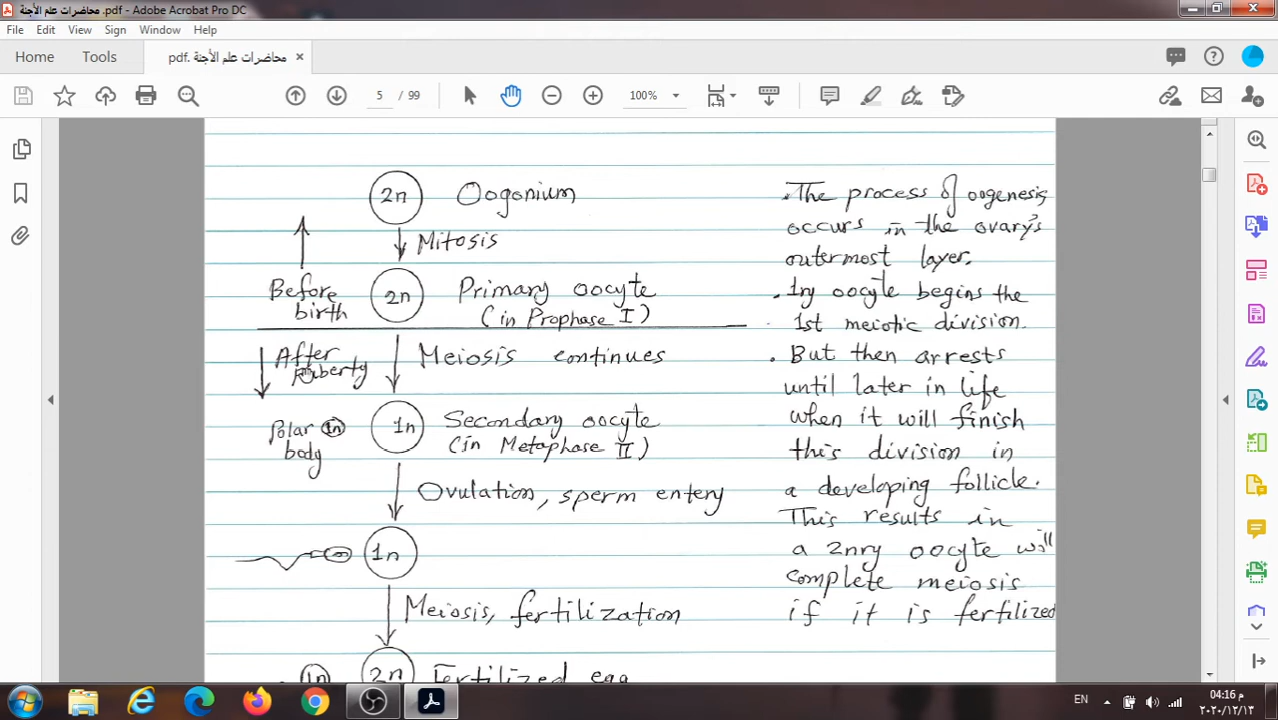 محاضرات علم الأجنة.pdf - Adobe Acrobat Pro DC
File Edit View Sign Window Help
Home Tools محاضرات علم الأجنة.pdf ×
5 / 99 100%
2n Oogonium
Mitosis
Before birth 2n Primary oocyte
(in Prophase I)
After Puberty Meiosis continues
Polar body 1n 1n Secondary oocyte
(in Metaphase II)
Ovulation, sperm entery
1n
Meiosis, fertilization
1n 2n Fertilized egg
. The process of oogenesis
occurs in the ovary's
outermost layer.
. 1ry oocyte begins the
1st meiotic division.
. But then arrests
until later in life
when it will finish
this division in
a developing follicle.
This results in
a 2nry oocyte will
complete meiosis
if it is fertilized
EN
04:16 م
٢٠٢٠/١٢/١٣